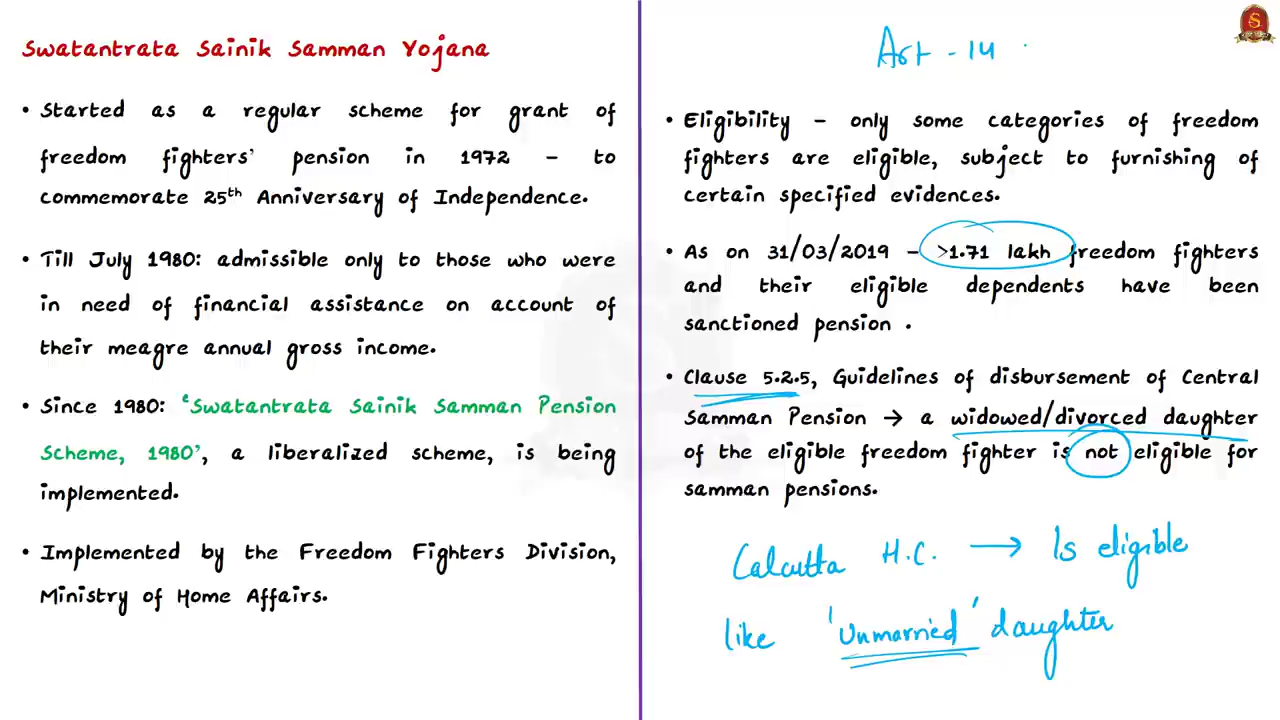 Swatantrata Sainik Samman Yojana
• Started as a regular scheme for grant of
freedom fighters' pension in 1972 – to
commemorate 25th Anniversary of Independence.
• Till July 1980: admissible only to those who were
in need of financial assistance on account of
their meagre annual gross income.
• Since 1980: 'Swatantrata Sainik Samman Pension
Scheme, 1980', a liberalized scheme, is being
implemented.
• Implemented by the Freedom Fighters Division,
Ministry of Home Affairs.
Art - 14
• Eligibility – only some categories of freedom
fighters are eligible, subject to furnishing of
certain specified evidences.
• As on 31/03/2019 – >1.71 lakh freedom fighters
and their eligible dependents have been
sanctioned pension .
• Clause 5.2.5, Guidelines of disbursement of Central
Samman Pension → a widowed/divorced daughter
of the eligible freedom fighter is not eligible for
samman pensions.
Calcutta H.C. → Is eligible
like 'Unmarried' daughter